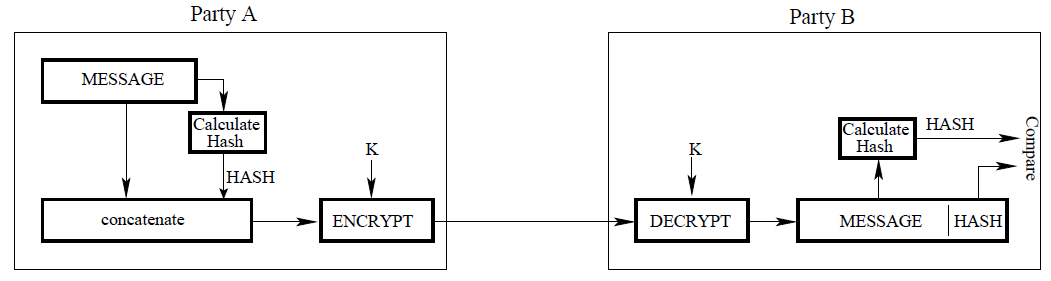 Party A
MESSAGE
Calculate
Hash
HASH
K
concatenate
ENCRYPT
Party B
Calculate
Hash
HASH
Compare
K
DECRYPT
MESSAGE
HASH